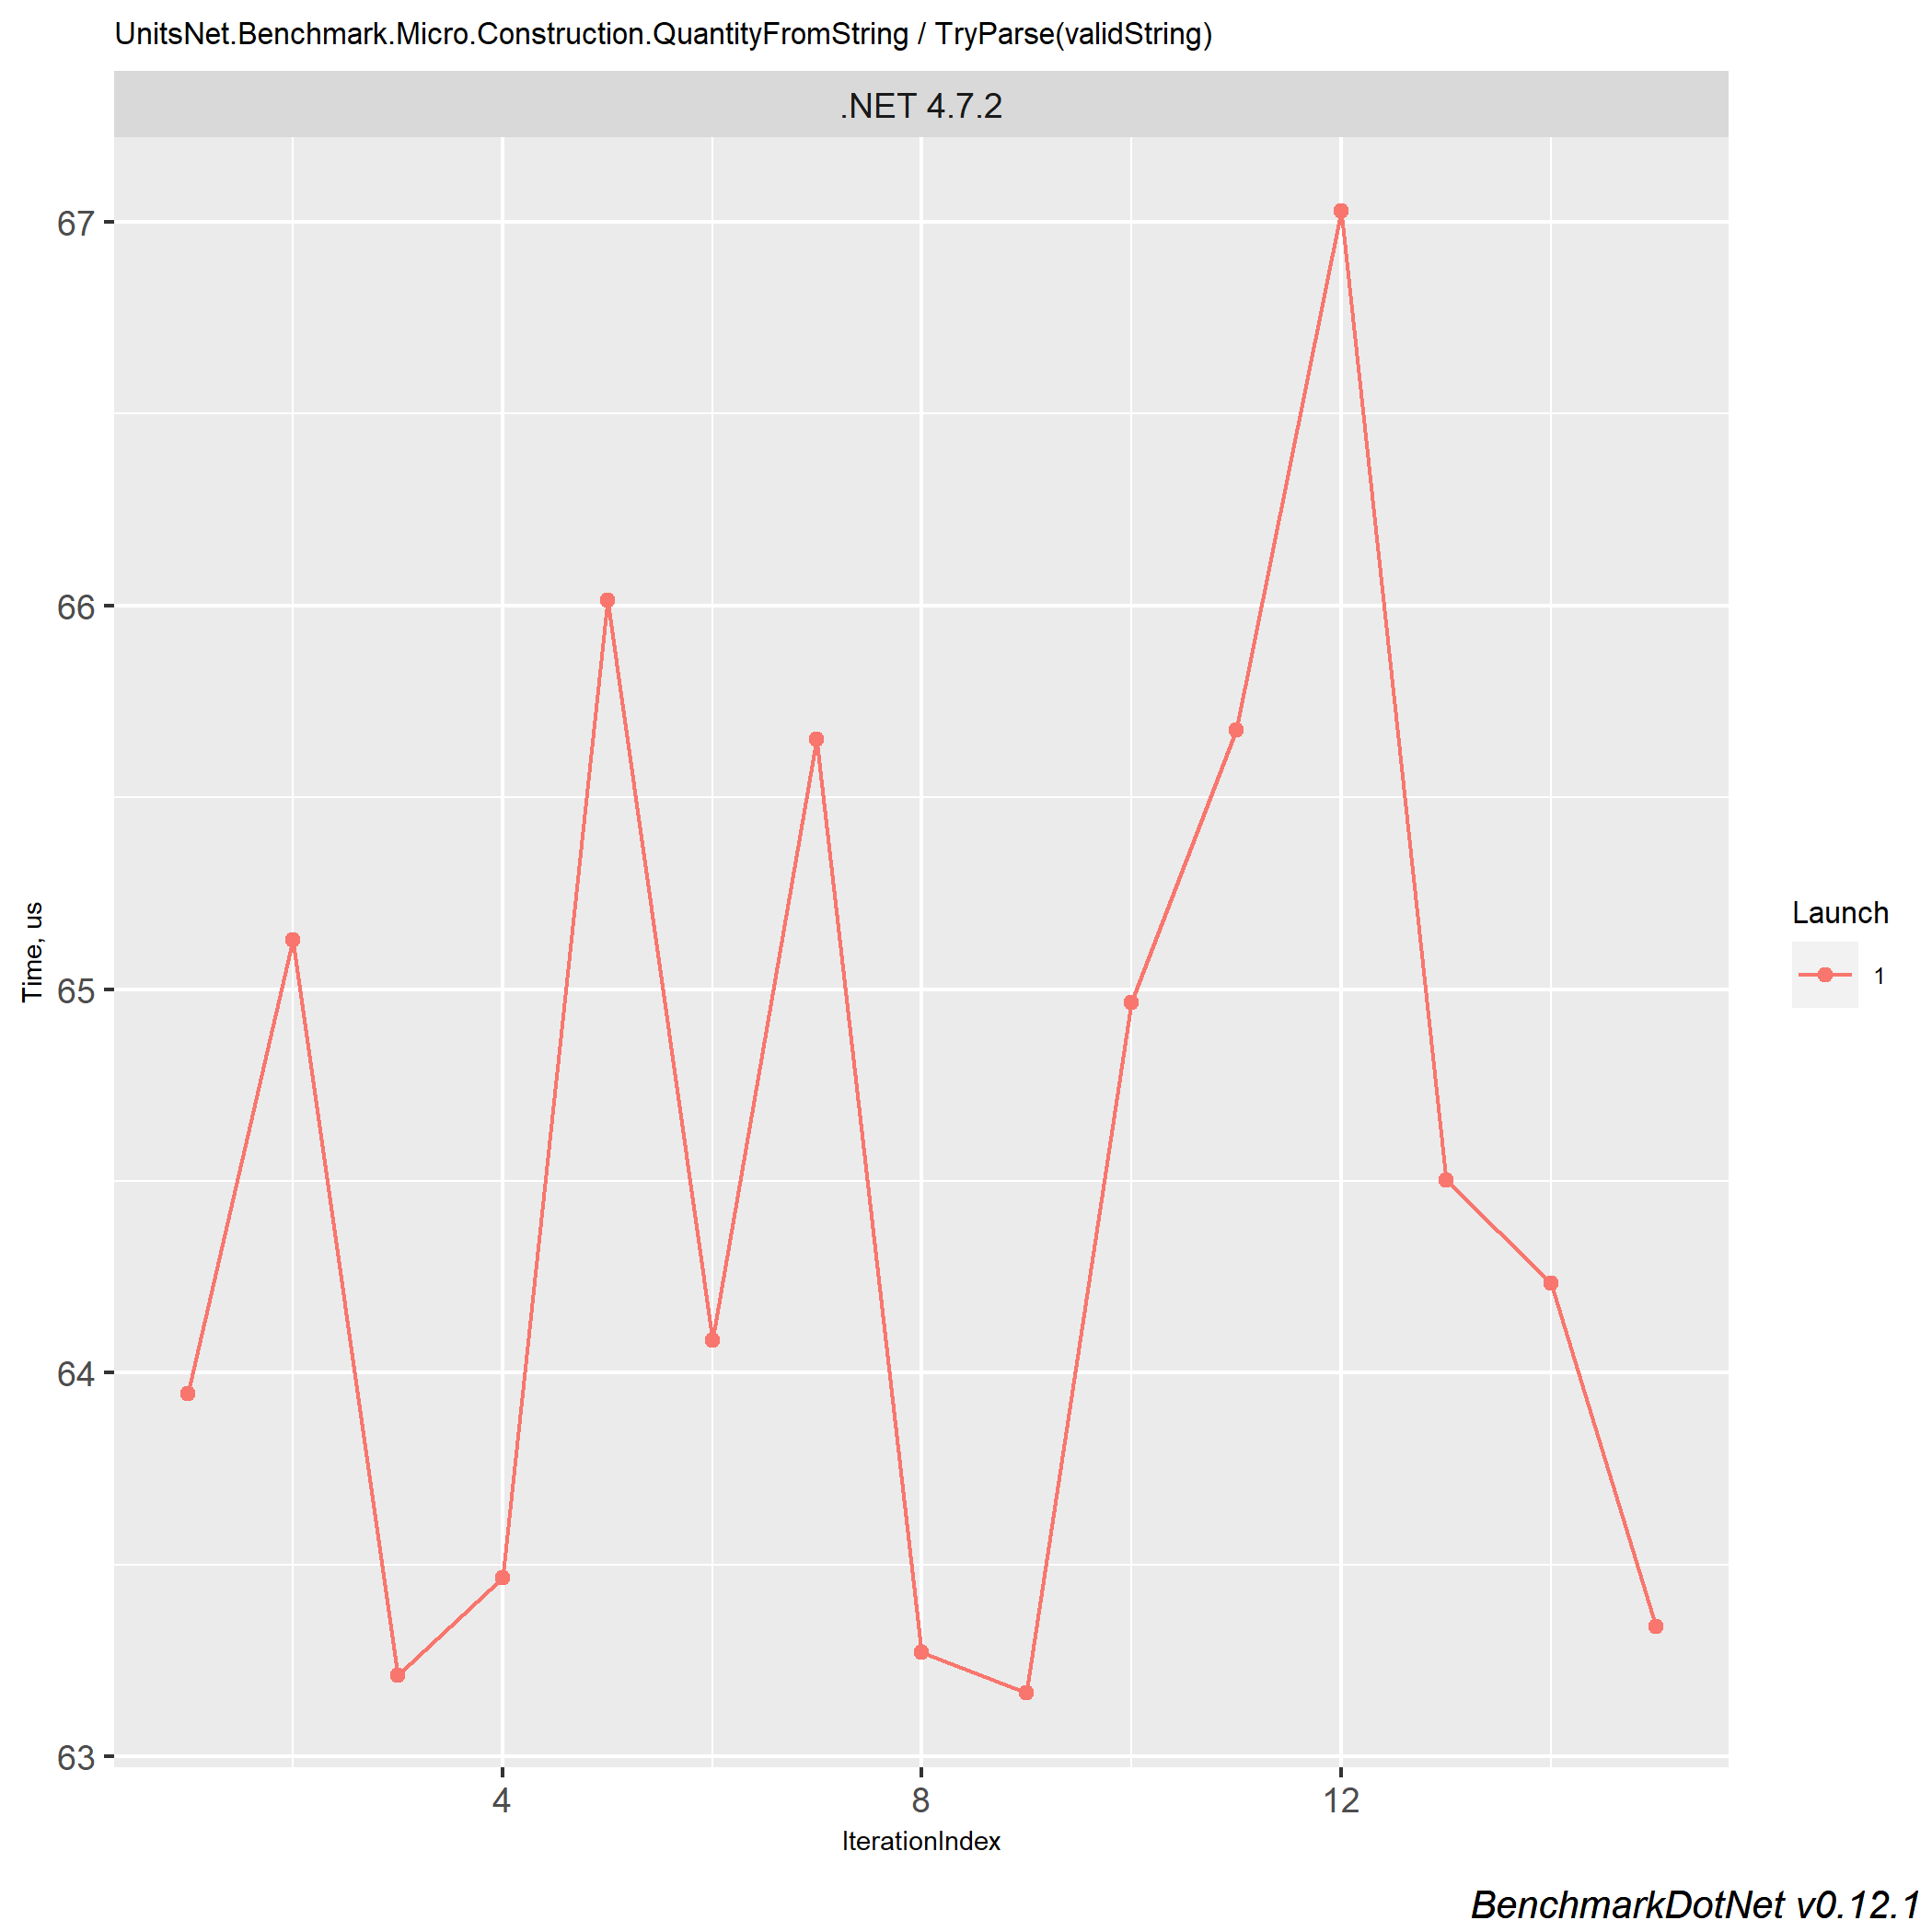 UnitsNet.Benchmark.Micro.Construction.QuantityFromString / TryParse(validString)
.NET 4.7.2
67
66
65
64
63
Time, us
4
8
12
IterationIndex
Launch
1
BenchmarkDotNet v0.12.1